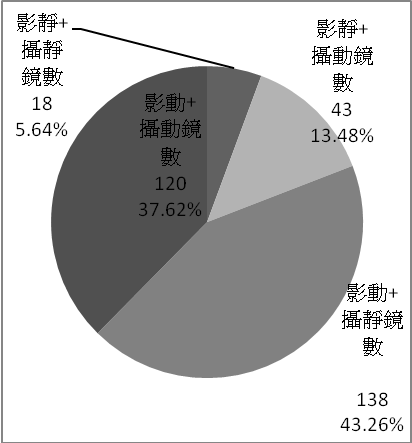 影靜+
攝靜
鏡數
18
5.64%
影靜+
攝動鏡
數
43
13.48%
影動+
攝動鏡
數
120
37.62%
影動+
攝靜鏡
數
138
43.26%